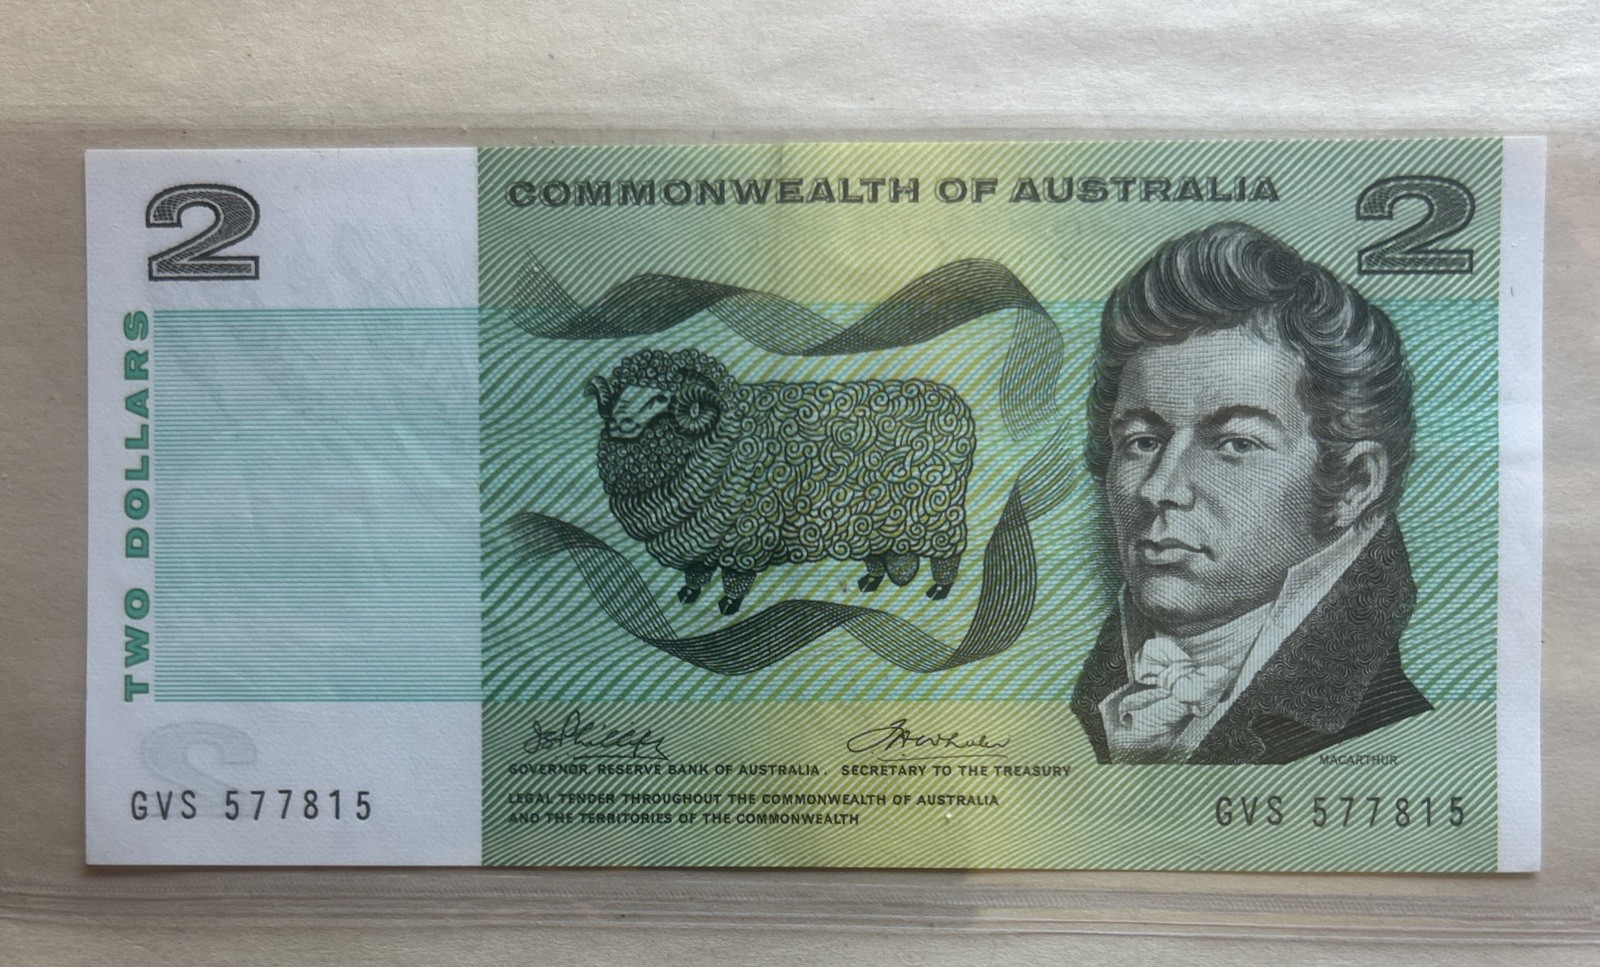 2
COMMONWEALTH OF AUSTRALIA
2
TWO DOLLARS
GOVERNOR, RESERVE BANK OF AUSTRALIA. SECRETARY TO THE TREASURY
MACARTHUR
LEGAL TENDER THROUGHOUT THE COMMONWEALTH OF AUSTRALIA
AND THE TERRITORIES OF THE COMMONWEALTH
GVS 577815
GVS 577815